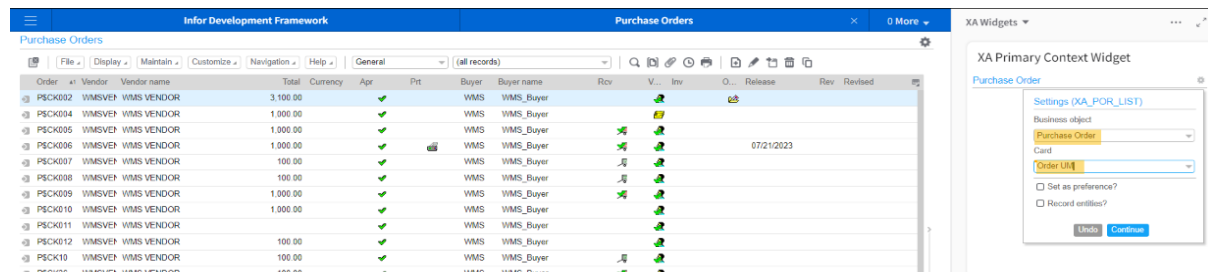 Infor Development Framework Purchase Orders × 0 More
XA Widgets
Purchase Orders
XA Primary Context Widget
File Display Maintain Customize Navigation Help General (all records)
Purchase Order
Order Vendor Vendor name Total Currency Apr Prt Buyer Buyer name Rcv V... Inv O... Release Rev Revised
Settings (XA_POR_LIST)
Business object
Purchase Order
Card
Order UM
Set as preference?
Record entities?
Undo Continue
P$CK002 WMSVEN WMS VENDOR 3,100.00 WMS WMS_Buyer
P$CK004 WMSVEN WMS VENDOR 1,000.00 WMS WMS_Buyer
P$CK005 WMSVEN WMS VENDOR 1,000.00 WMS WMS_Buyer
P$CK006 WMSVEN WMS VENDOR 1,000.00 WMS WMS_Buyer 07/21/2023
P$CK007 WMSVEN WMS VENDOR 100.00 WMS WMS_Buyer
P$CK008 WMSVEN WMS VENDOR 100.00 WMS WMS_Buyer
P$CK009 WMSVEN WMS VENDOR 1,000.00 WMS WMS_Buyer
P$CK010 WMSVEN WMS VENDOR 1,000.00 WMS WMS_Buyer
P$CK011 WMSVEN WMS VENDOR WMS WMS_Buyer
P$CK012 WMSVEN WMS VENDOR 100.00 WMS WMS_Buyer
P$CK10 WMSVEN WMS VENDOR 100.00 WMS WMS_Buyer